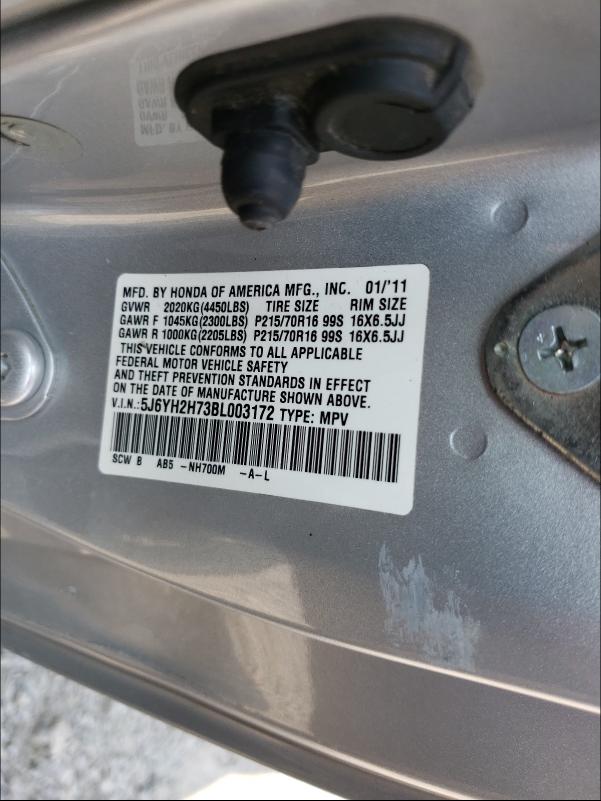 MFD. BY HONDA OF AMERICA MFG., INC. 01/'11
GVWR 2020KG(4450LBS) TIRE SIZE RIM SIZE
GAWR F 1045KG(2300LBS) P215/70R16 99S 16X6.5JJ
GAWR R 1000KG(2205LBS) P215/70R16 99S 16X6.5JJ
THIS VEHICLE CONFORMS TO ALL APPLICABLE
FEDERAL MOTOR VEHICLE SAFETY
AND THEFT PREVENTION STANDARDS IN EFFECT
ON THE DATE OF MANUFACTURE SHOWN ABOVE.
V.I.N.:5J6YH2H73BL003172 TYPE: MPV
SCW B AB5 -NH700M -A-L